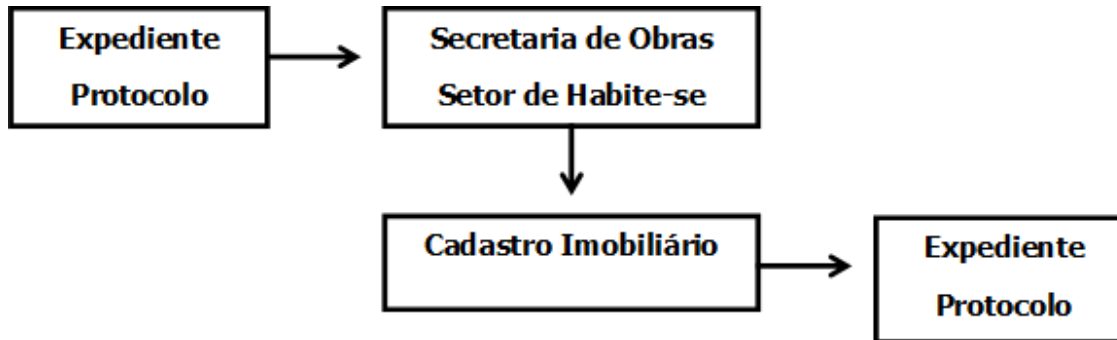 Expediente
Protocolo
Secretaria de Obras
Setor de Habite-se
Cadastro Imobiliário
Expediente
Protocolo